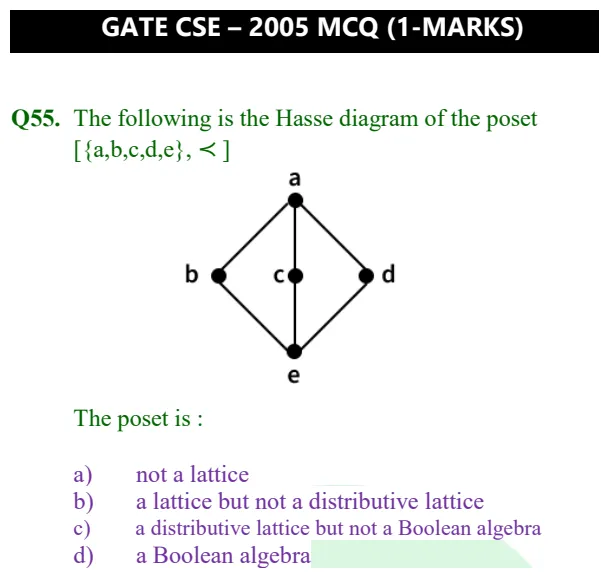 GATE CSE – 2005 MCQ (1-MARKS)
Q55. The following is the Hasse diagram of the poset
[{a,b,c,d,e}, ≺ ]
a
b c d
e
The poset is :
a) not a lattice
b) a lattice but not a distributive lattice
c) a distributive lattice but not a Boolean algebra
d) a Boolean algebra